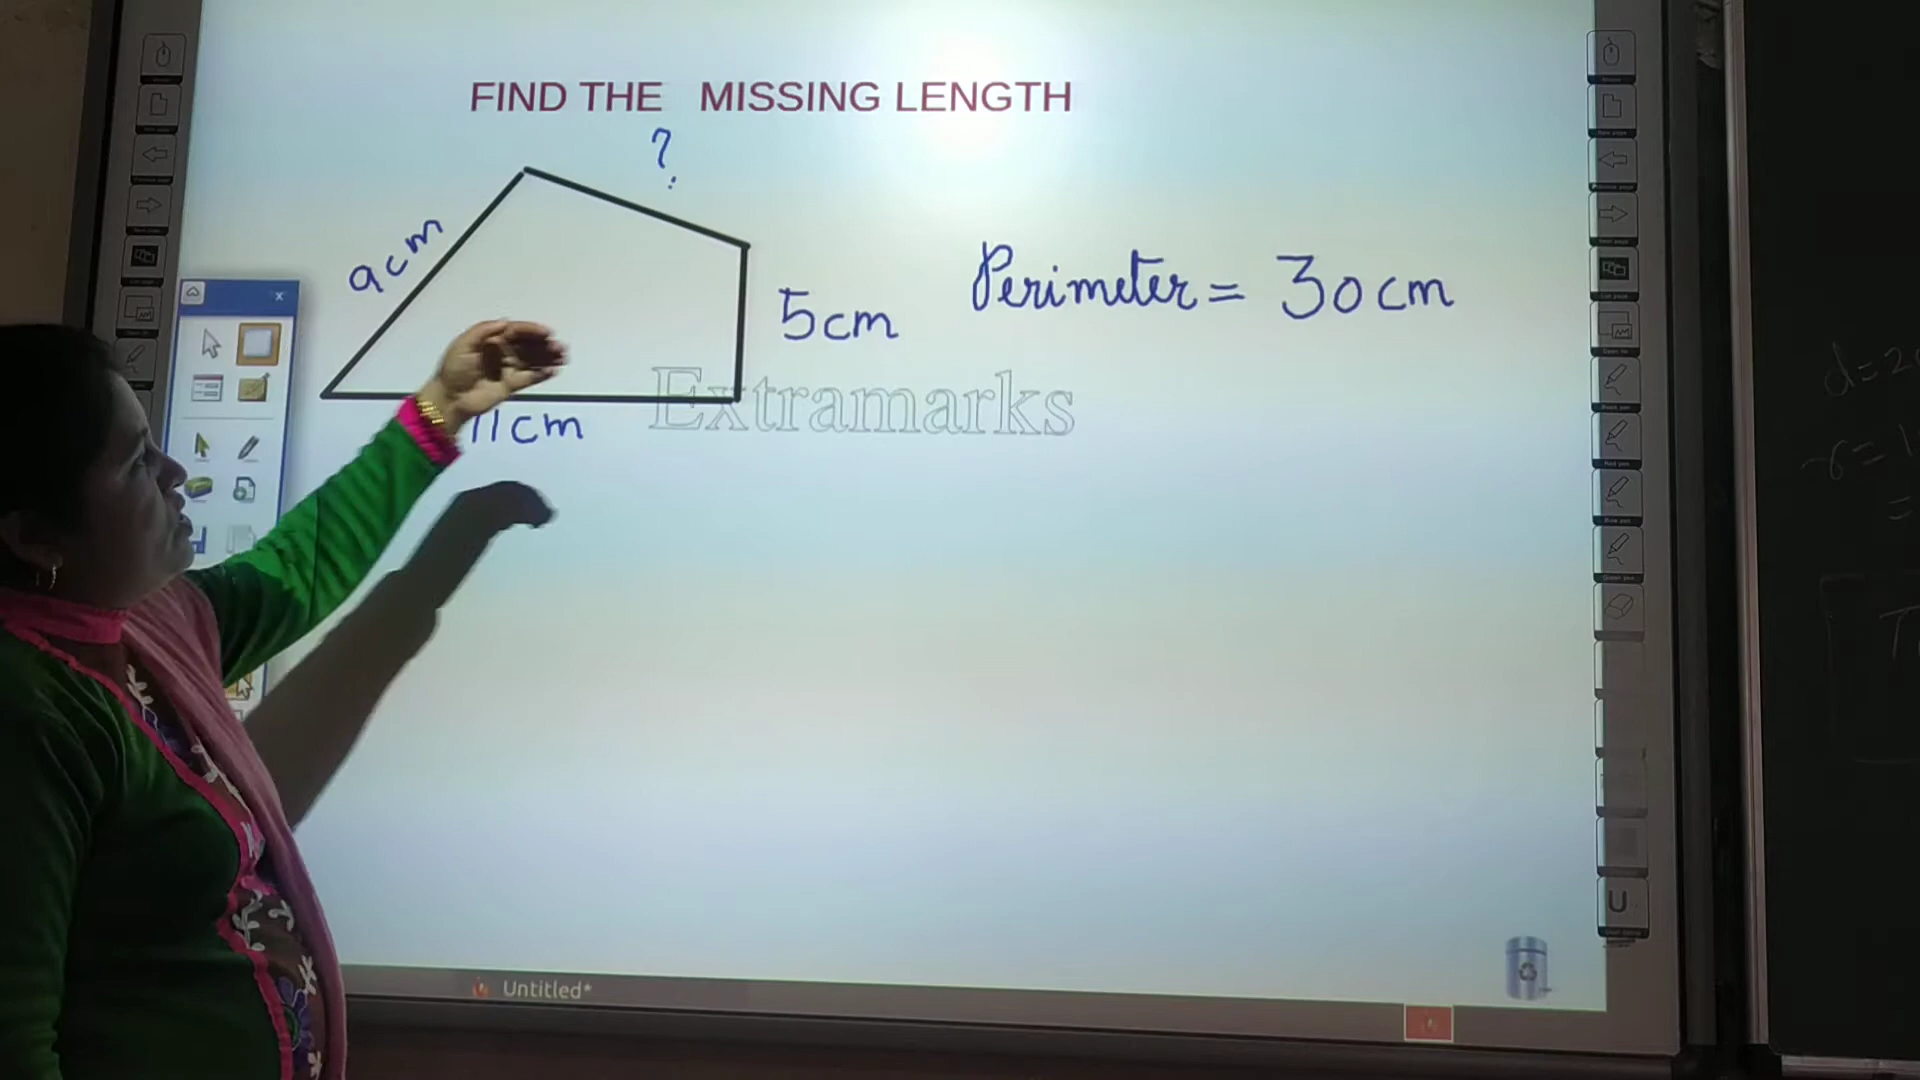 FIND THE MISSING LENGTH
?
9cm
5cm
Perimeter = 30cm
11cm
Extramarks
Untitled*